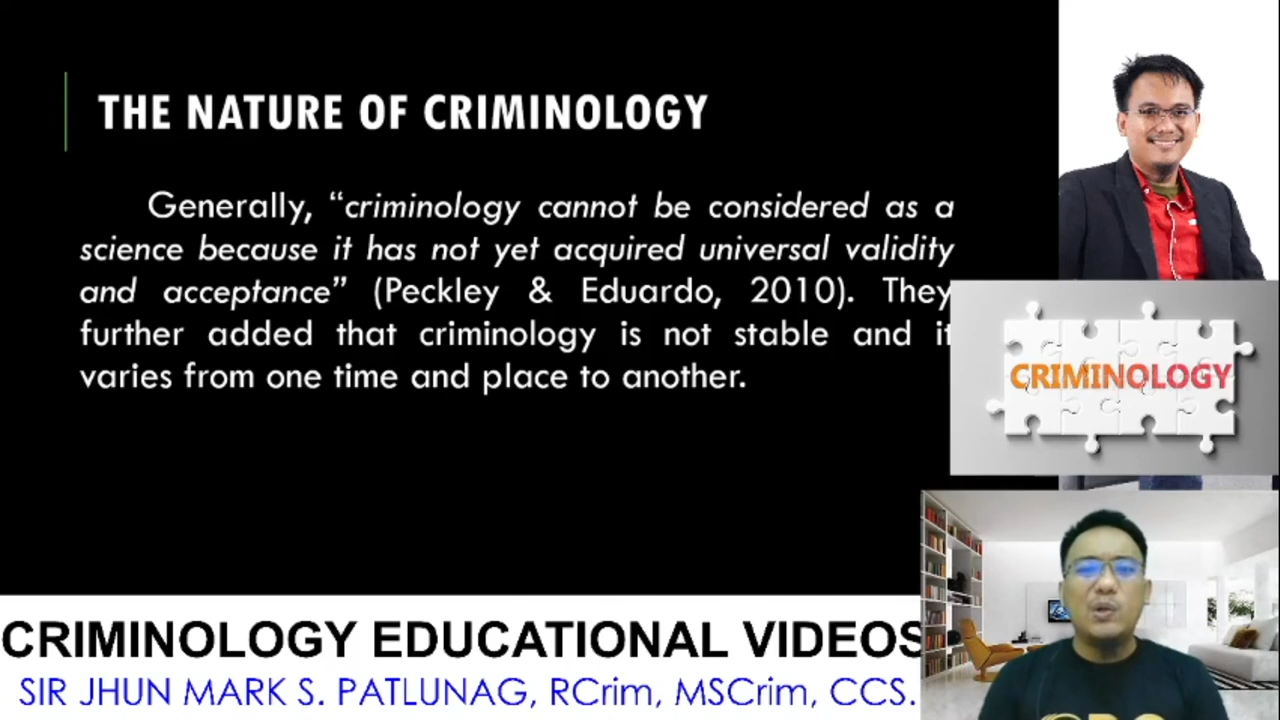 THE NATURE OF CRIMINOLOGY
Generally, “criminology cannot be considered as a
science because it has not yet acquired universal validity
and acceptance” (Peckley & Eduardo, 2010). They
further added that criminology is not stable and it
varies from one time and place to another.
CRIMINOLOGY
CRIMINOLOGY EDUCATIONAL VIDEOS
SIR JHUN MARK S. PATLUNAG, RCrim, MSCrim, CCS.